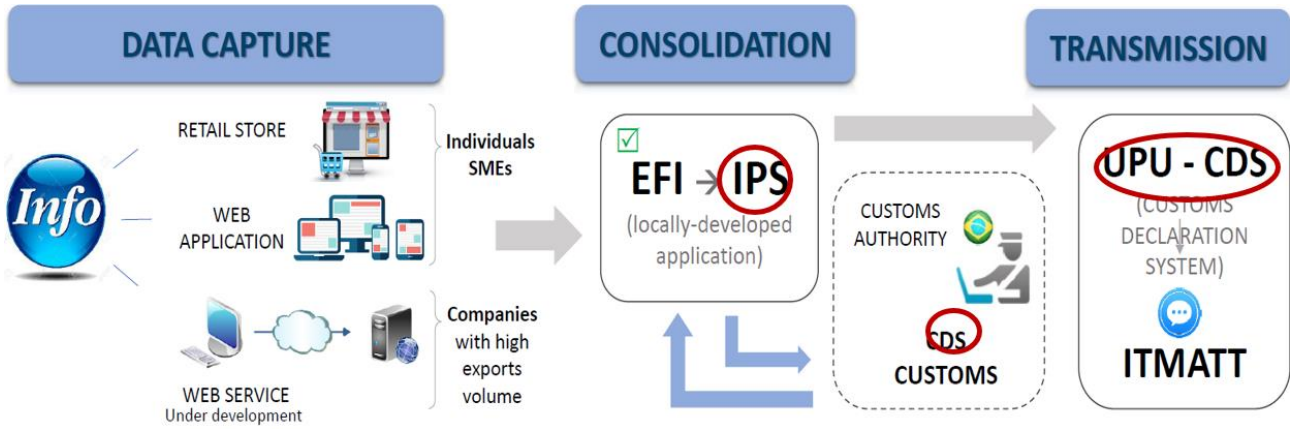 DATA CAPTURE
CONSOLIDATION
TRANSMISSION
Info
RETAIL STORE
WEB
APPLICATION
WEB SERVICE
Under development
Individuals
SMEs
Companies
with high
exports
volume
EFI → IPS
(locally-developed
application)
CUSTOMS
AUTHORITY
CDS
CUSTOMS
UPU - CDS
(CUSTOMS
DECLARATION
SYSTEM)
ITMATT